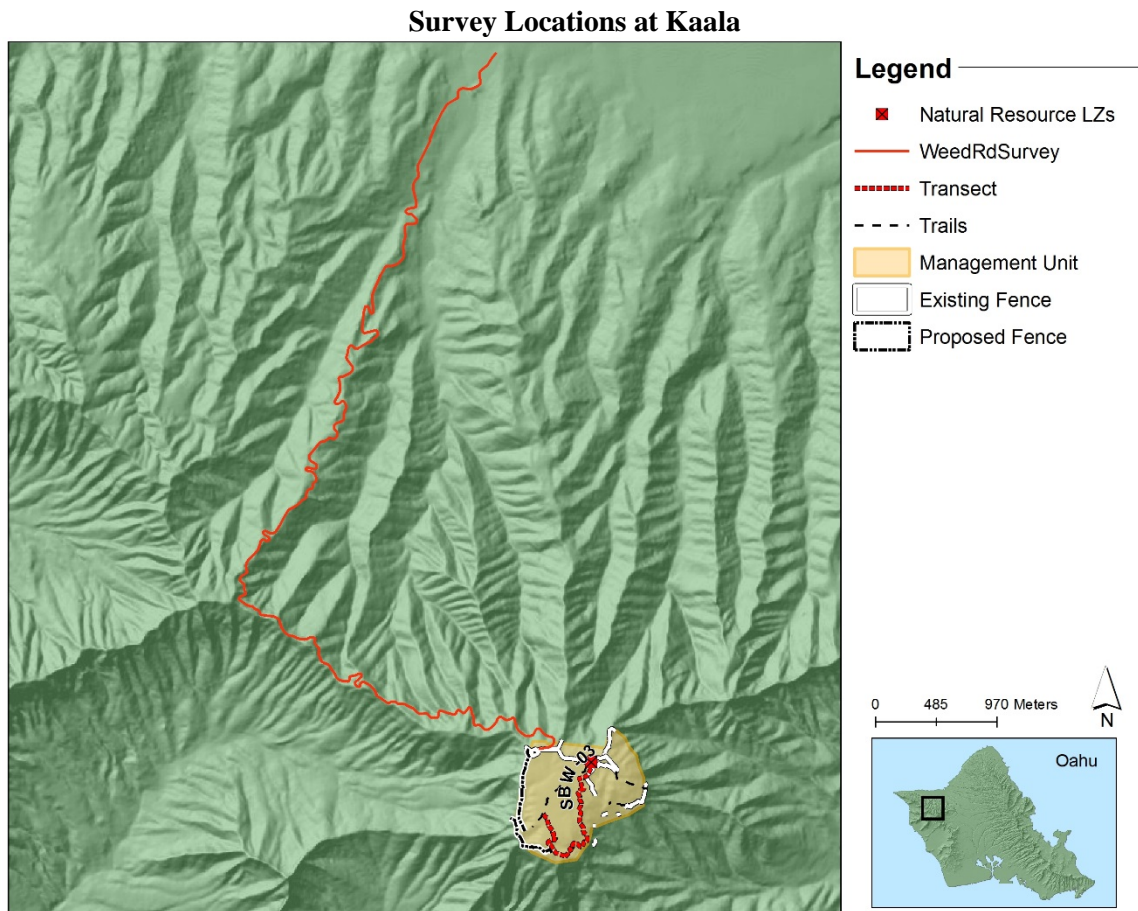 Survey Locations at Kaala
Legend
Natural Resource LZs
WeedRdSurvey
Transect
Trails
Management Unit
Existing Fence
Proposed Fence
SBW-03
0 485 970 Meters
N
Oahu